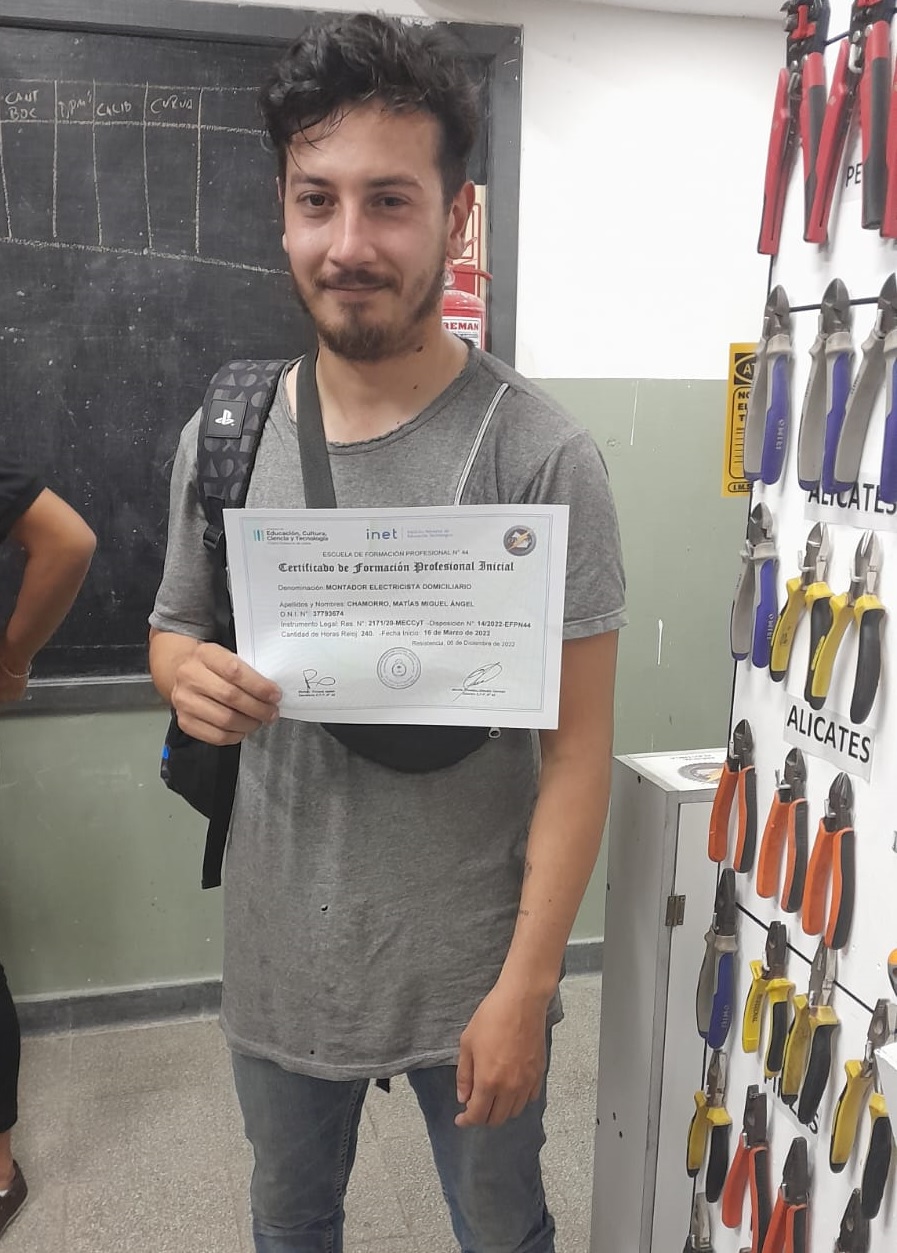 CANT
BOC
CURVA
REMAN
PE
ALICATES
ALICATES
Educación, Cultura,
Ciencia y Tecnología
inet
ESCUELA DE FORMACIÓN PROFESIONAL N° 44
Certificado de Formación Profesional Inicial
Denominación: MONTADOR ELECTRICISTA DOMICILIARIO
Apellidos y Nombres: CHAMORRO, MATÍAS MIGUEL ÁNGEL
D.N.I. N°: 37793674
Instrumento Legal: Res. N°: 2171/20-MECCyT -Disposición N°: 14/2022-EFPN44
Cantidad de Horas Reloj: 240. -Fecha Inicio: 16 de Marzo de 2022
Resistencia, 06 de Diciembre de 2022